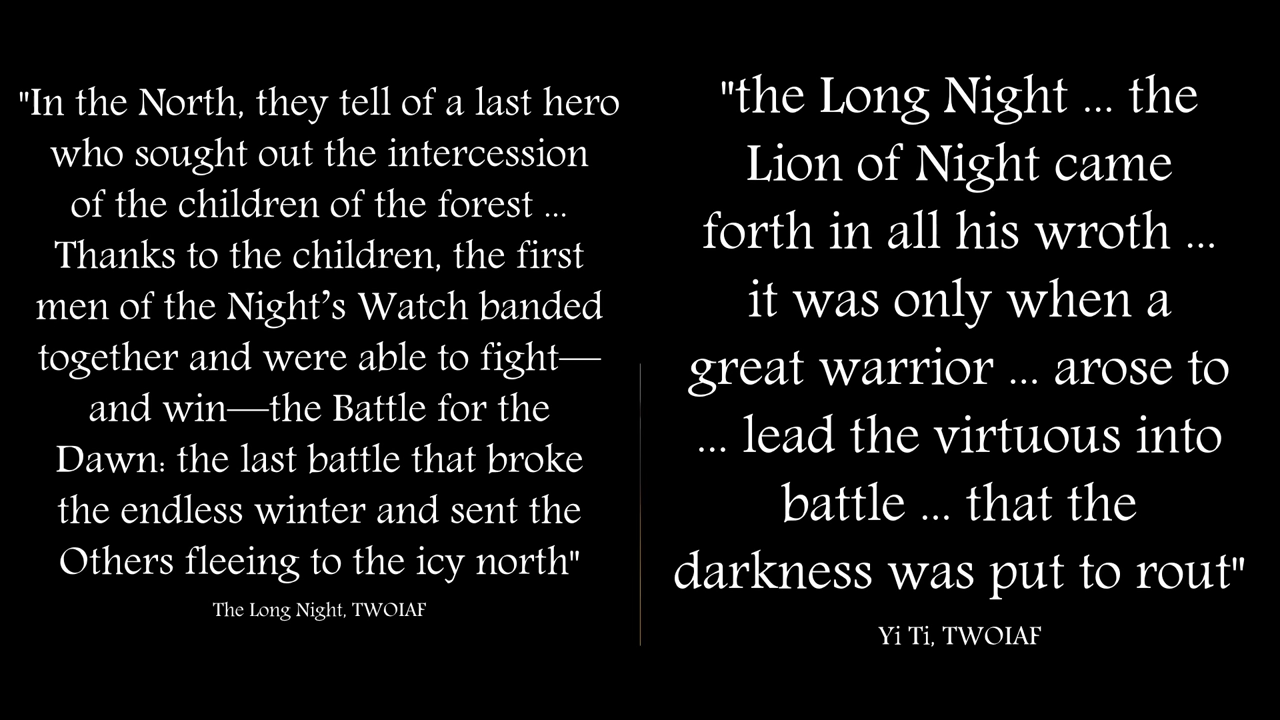 "In the North, they tell of a last hero
who sought out the intercession
of the children of the forest ...
Thanks to the children, the first
men of the Night’s Watch banded
together and were able to fight—
and win—the Battle for the
Dawn: the last battle that broke
the endless winter and sent the
Others fleeing to the icy north"
The Long Night, TWOIAF
"the Long Night ... the
Lion of Night came
forth in all his wroth ...
it was only when a
great warrior ... arose to
... lead the virtuous into
battle ... that the
darkness was put to rout"
Yi Ti, TWOIAF